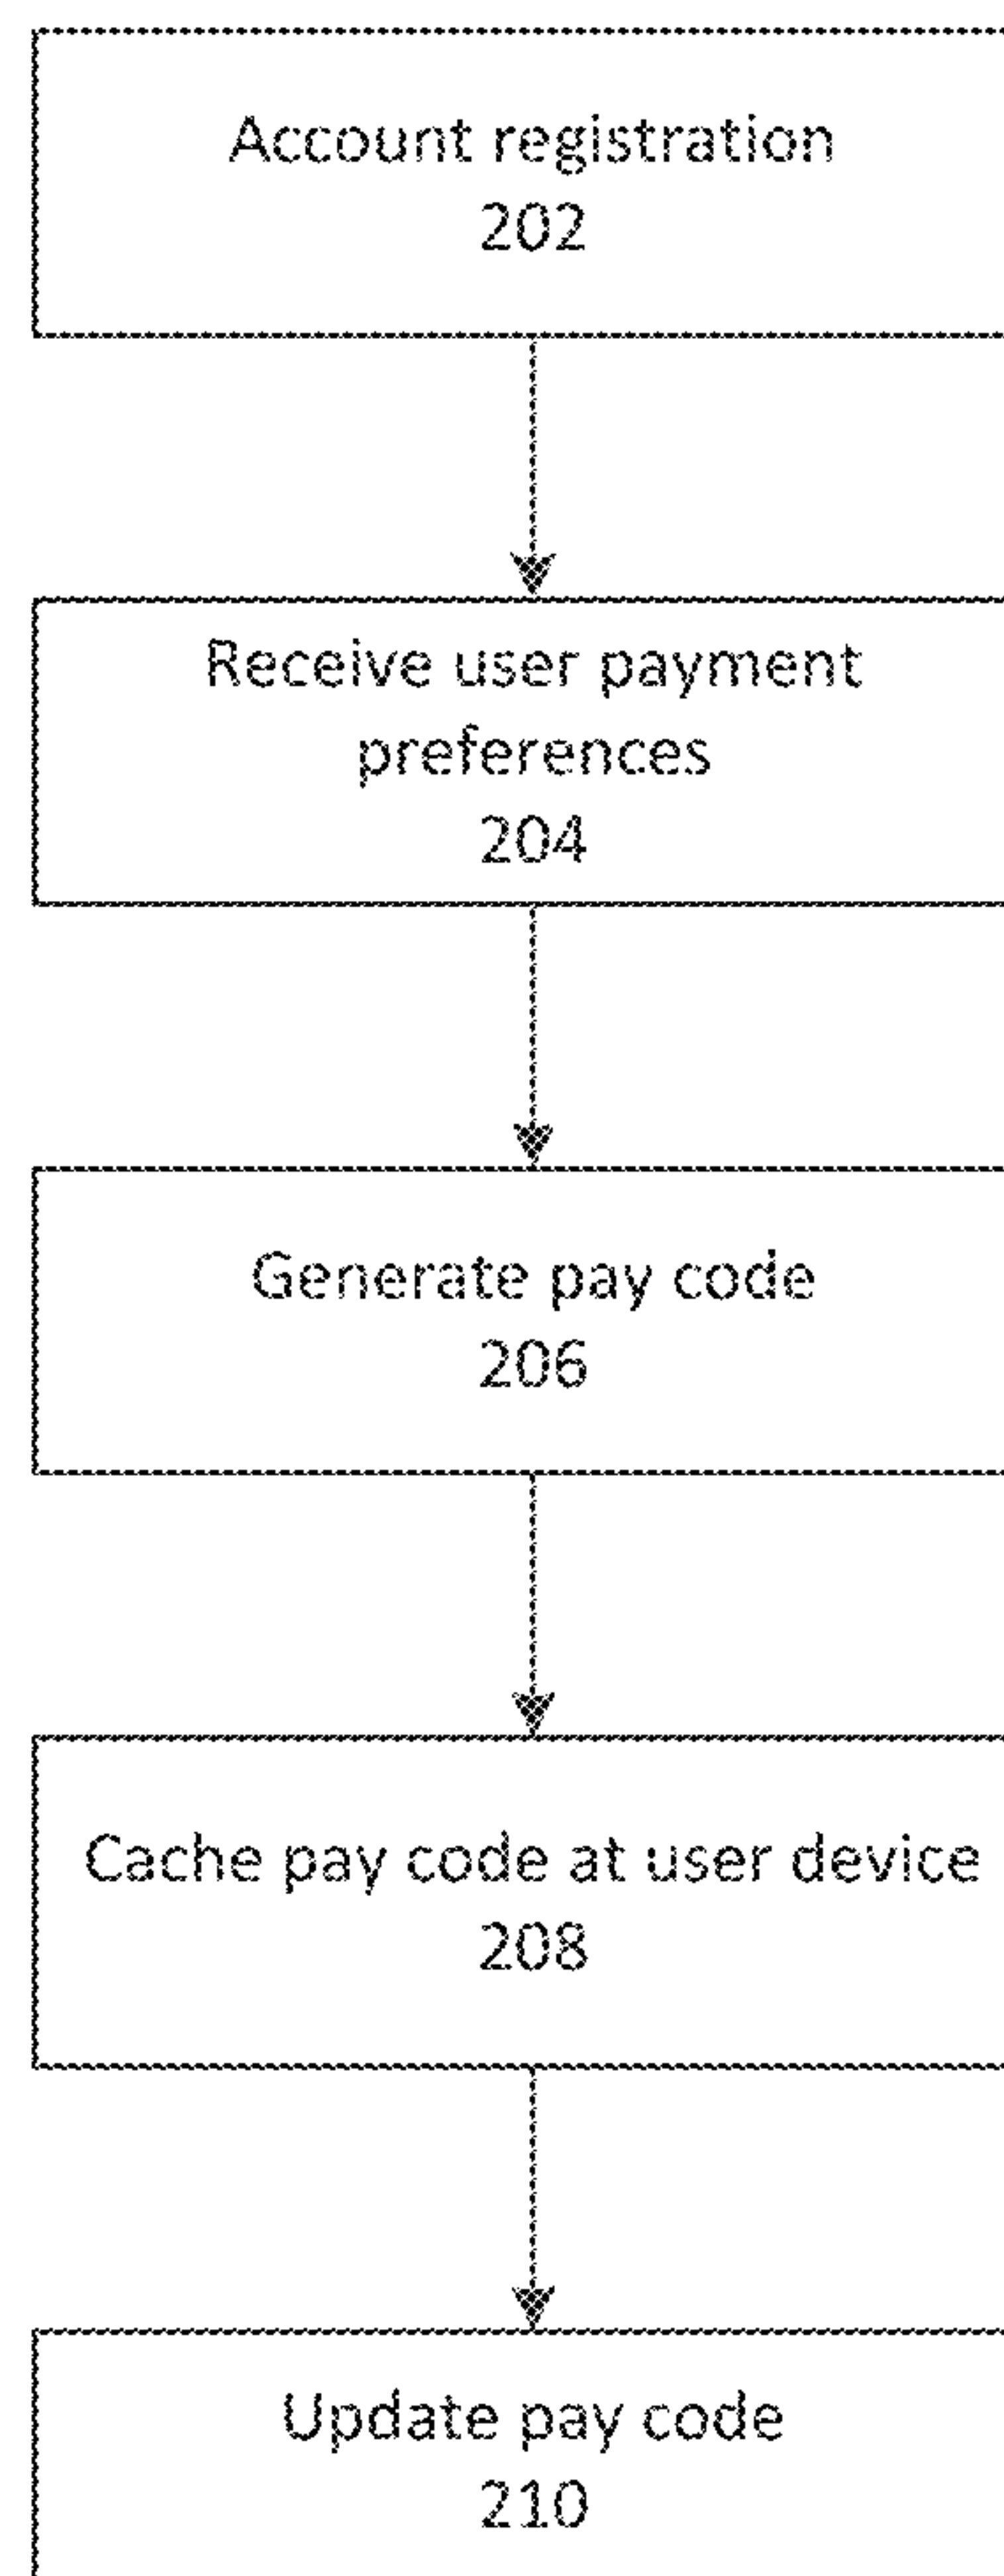 Account registration
202
Receive user payment
preferences
204
Generate pay code
206
Cache pay code at user device
208
Update pay code
210